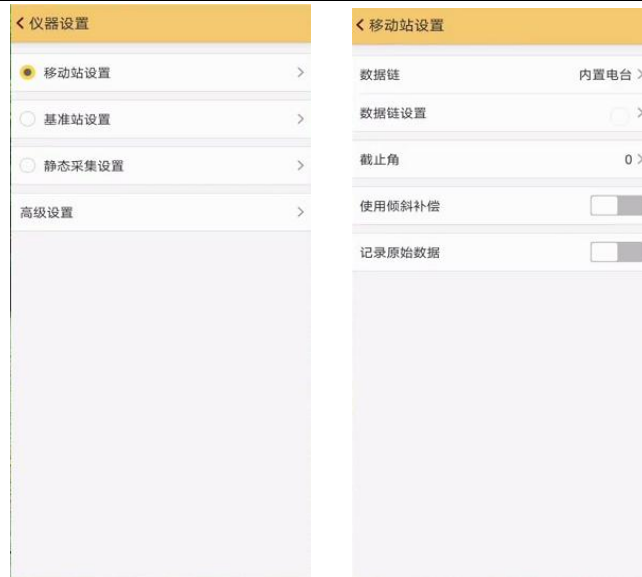 仪器设置
移动站设置
基准站设置
静态采集设置
高级设置
移动站设置
数据链 内置电台
数据链设置
截止角 0
使用倾斜补偿
记录原始数据